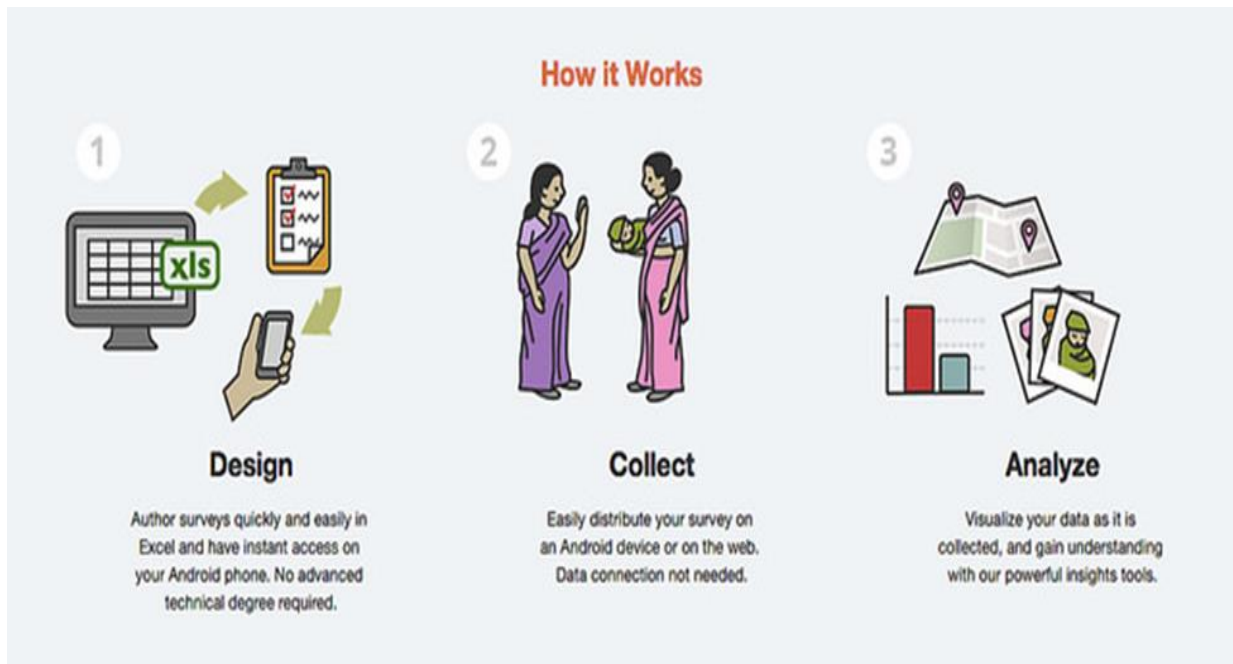 How it Works
1
xls
Design
Author surveys quickly and easily in
Excel and have instant access on
your Android phone. No advanced
technical degree required.
2
Collect
Easily distribute your survey on
an Android device or on the web.
Data connection not needed.
3
Analyze
Visualize your data as it is
collected, and gain understanding
with our powerful insights tools.